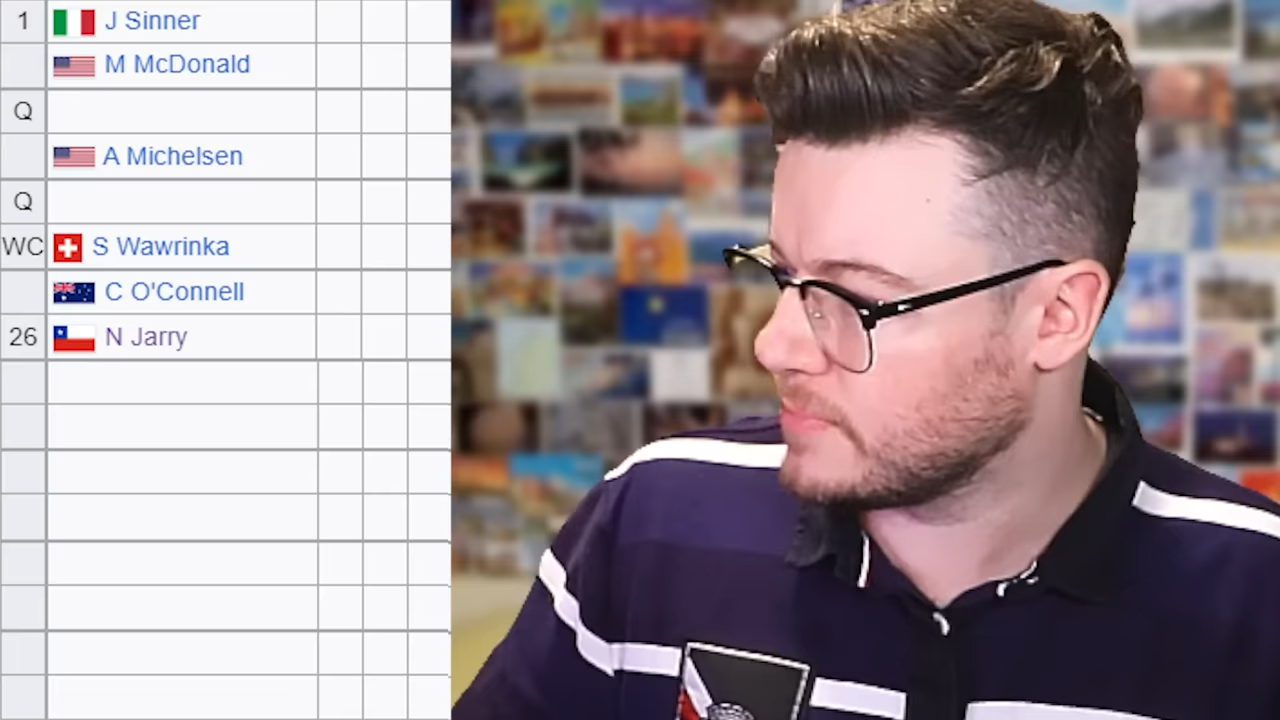 1 J Sinner
M McDonald
Q
A Michelsen
Q
WC S Wawrinka
C O'Connell
26 N Jarry